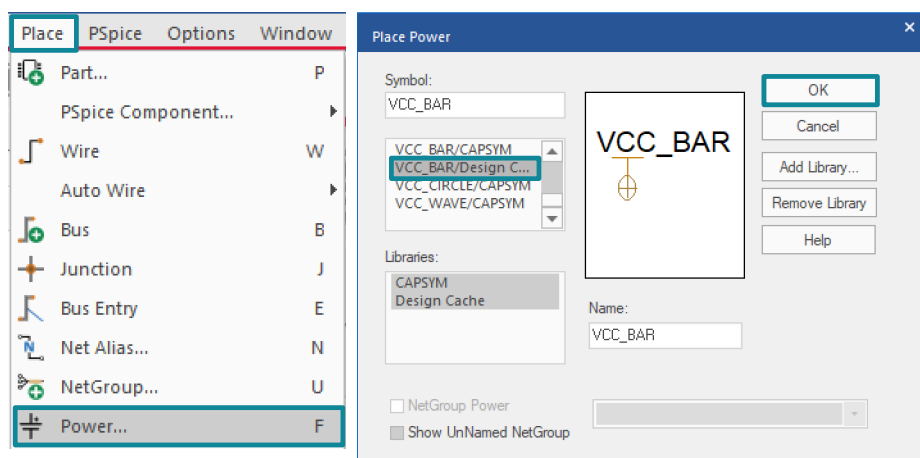 Place PSpice Options Window
Part... P
PSpice Component...
Wire W
Auto Wire
Bus B
Junction J
Bus Entry E
N
Net Alias... N
NetGroup... U
Power... F
Place Power
Symbol:
VCC_BAR
VCC_BAR/CAPSYM
VCC_BAR/Design C...
VCC_CIRCLE/CAPSYM
VCC_WAVE/CAPSYM
Libraries:
CAPSYM
Design Cache
VCC_BAR
Name:
VCC_BAR
OK
Cancel
Add Library...
Remove Library
Help
NetGroup Power
Show UnNamed NetGroup